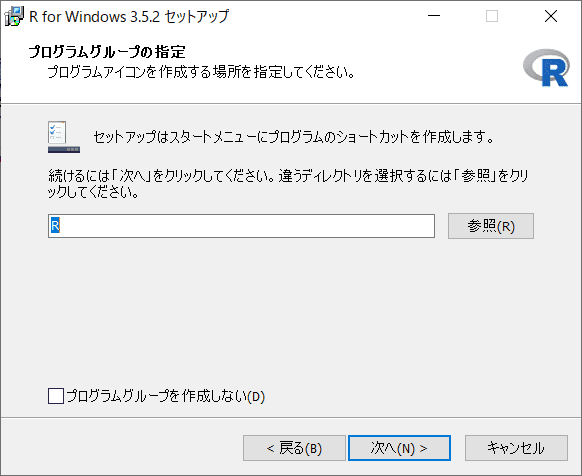 R for Windows 3.5.2 セットアップ
プログラムグループの指定
プログラムアイコンを作成する場所を指定してください。
R
セットアップはスタートメニューにプログラムのショートカットを作成します。
続けるには「次へ」をクリックしてください。違うディレクトリを選択するには「参照」をクリ
ックしてください。
R
参照(R)
プログラムグループを作成しない(D)
< 戻る(B)
次へ(N) >
キャンセル